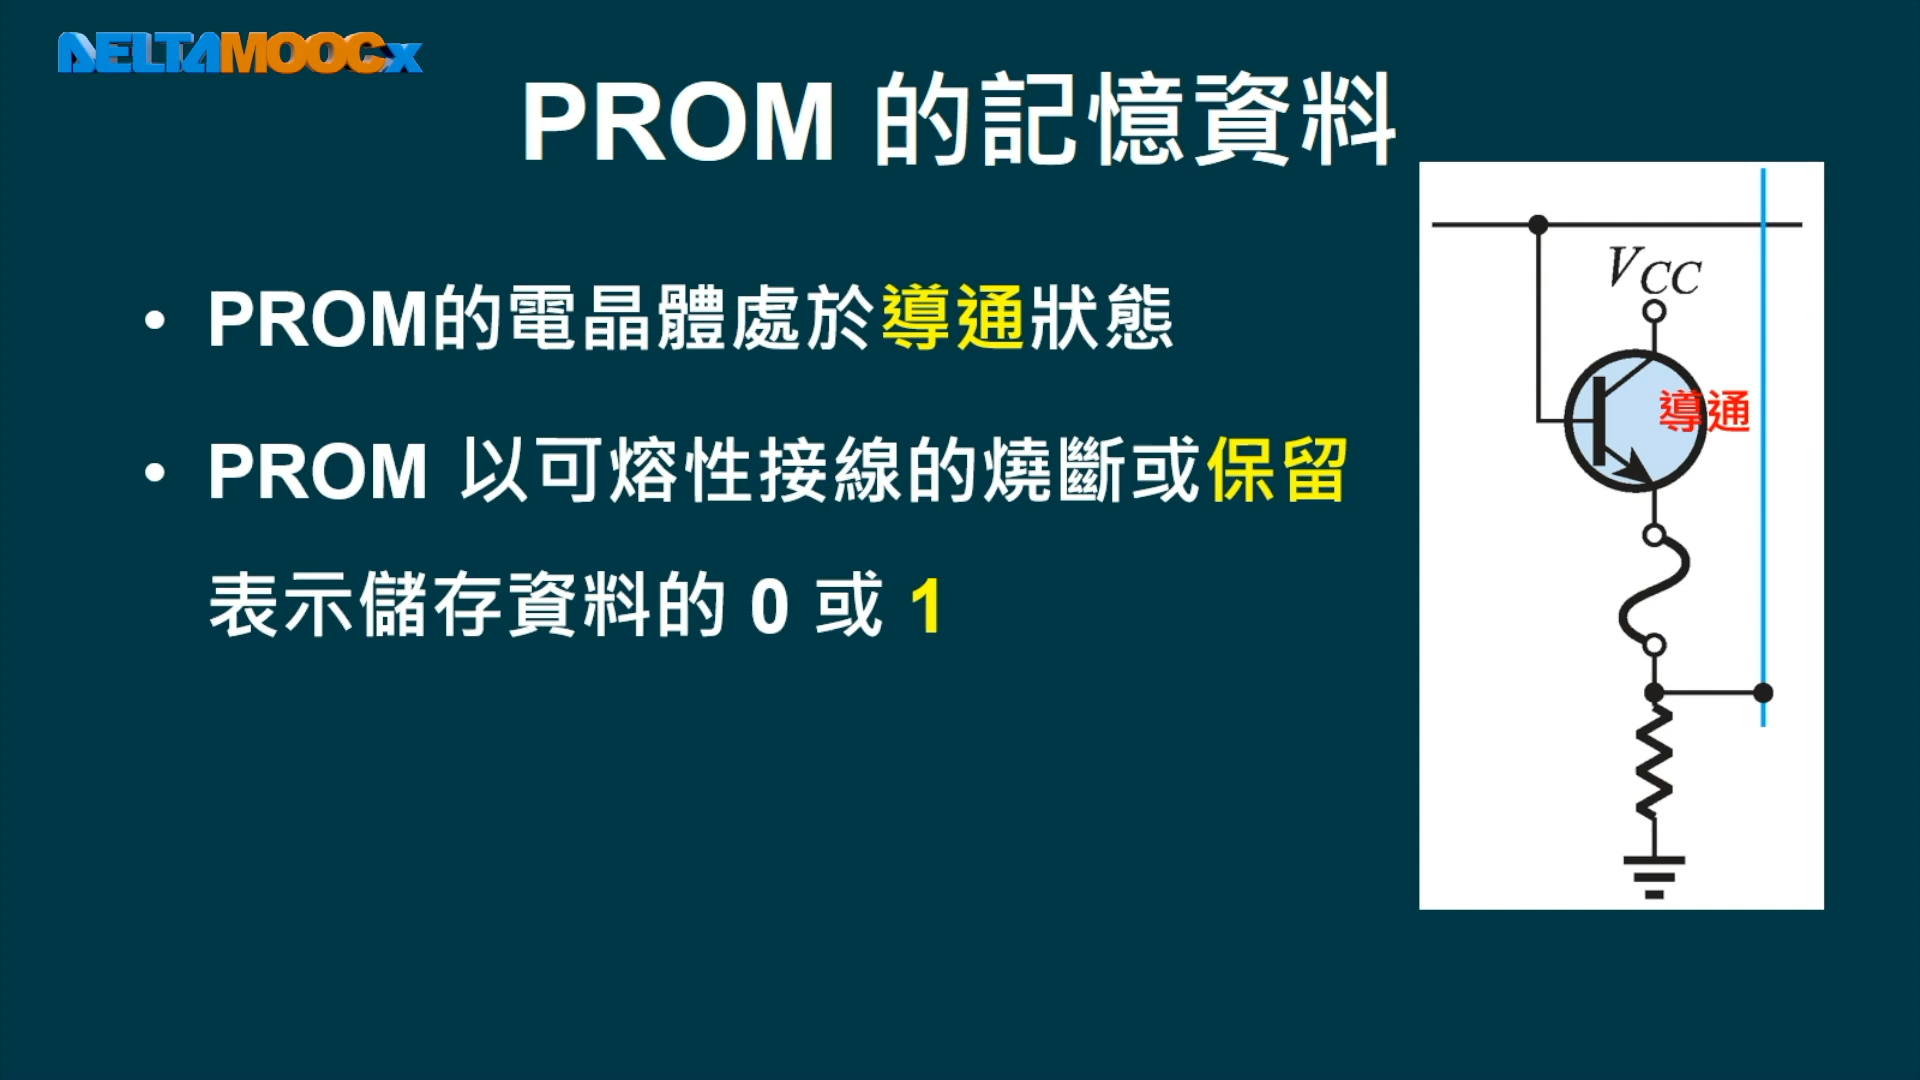 DELTAMOOCx
PROM 的記憶資料
• PROM的電晶體處於導通狀態
• PROM 以可熔性接線的燒斷或保留
表示儲存資料的 0 或 1
VCC
導通